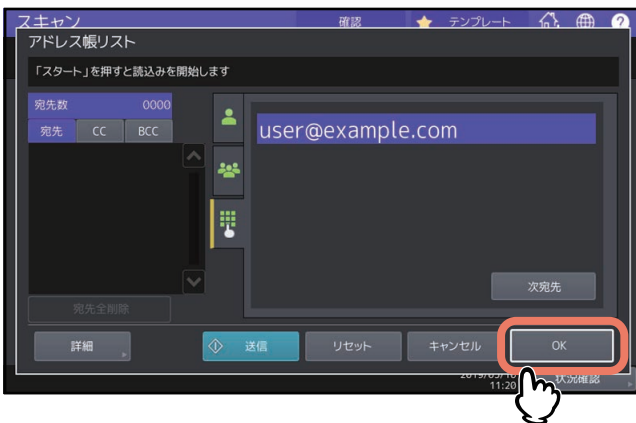 スキャン 確認 テンプレート ?
アドレス帳リスト
「スタート」を押すと読込みを開始します
宛先数 0000
宛先 CC BCC
user@example.com
次宛先
宛先全削除
詳細 送信 リセット キャンセル OK
11:20 状況確認